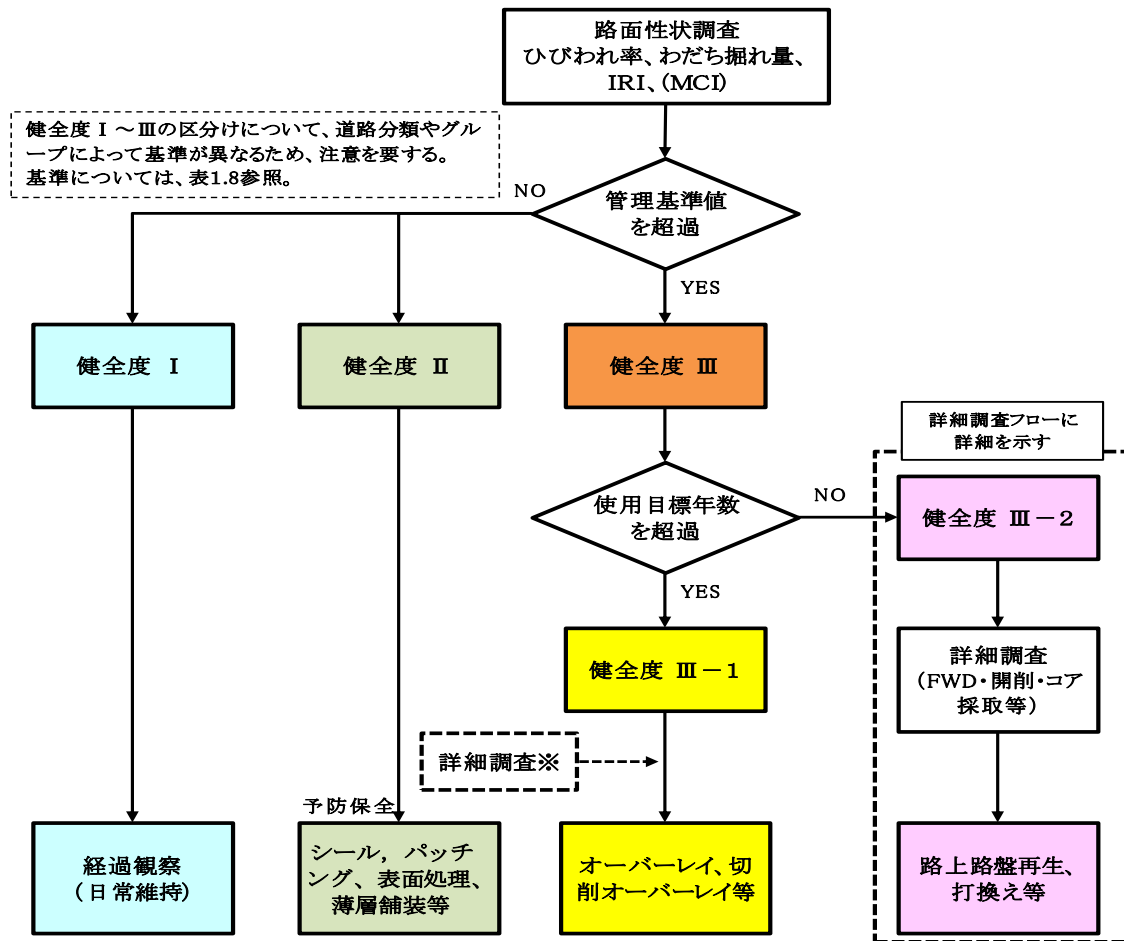 路面性状調査
ひびわれ率、わだち掘れ量、
IRI、(MCI)
健全度Ⅰ～Ⅲの区分けについて、道路分類やグル
ープによって基準が異なるため、注意を要する。
基準については、表1.8参照。
NO
管理基準値
を超過
YES
健全度 Ⅰ
健全度 Ⅱ
健全度 Ⅲ
詳細調査フローに
詳細を示す
使用目標年数
を超過
NO
健全度 Ⅲ－２
YES
健全度 Ⅲ－１
詳細調査
（FWD・開削・コア
採取等）
詳細調査※
予防保全
経過観察
（日常維持）
シール，パッチ
ング、表面処理、
薄層舗装等
オーバーレイ、切
削オーバーレイ等
路上路盤再生、
打換え等